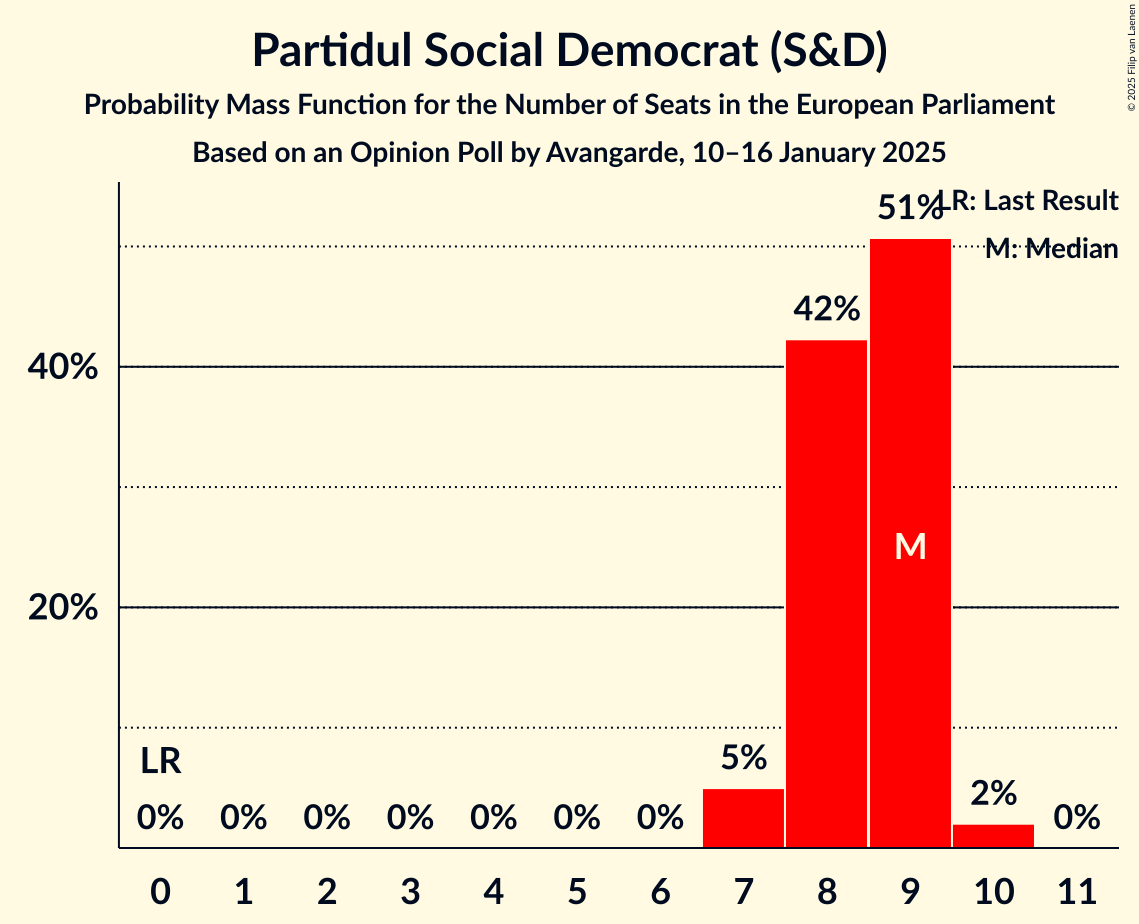 Partidul Social Democrat (S&D)
Probability Mass Function for the Number of Seats in the European Parliament
Based on an Opinion Poll by Avangarde, 10–16 January 2025
© 2025 Filip van Laenen
LR: Last Result
M: Median
51%
42%
40%
M
20%
LR
5%
2%
0% 0% 0% 0% 0% 0% 0% 0%
0 1 2 3 4 5 6 7 8 9 10 11